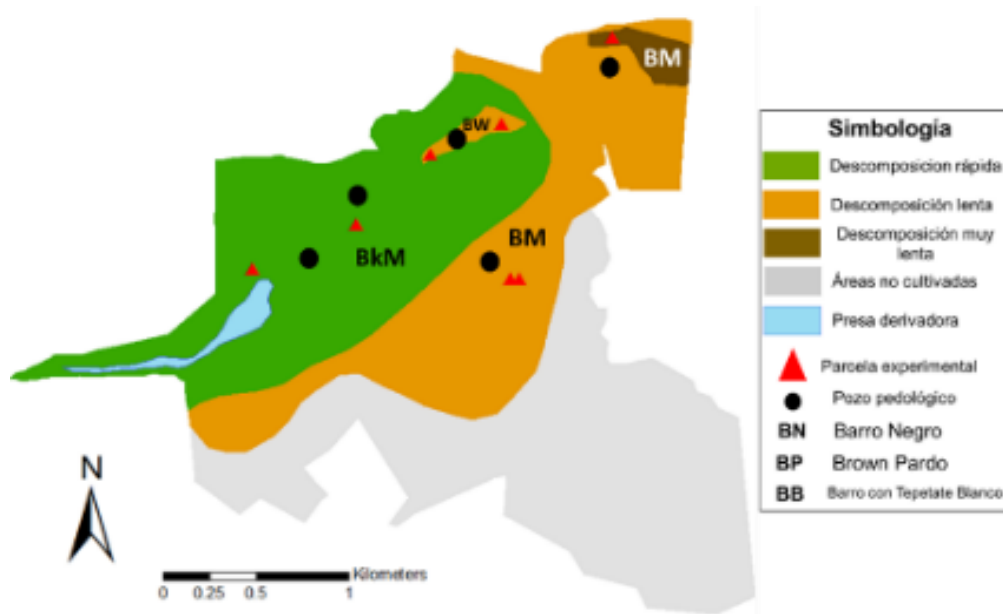 BM
BW
BkM
BM
N
Kilometers
0 0.25 0.5 1
Simbología
Descomposicion rápida
Descomposición lenta
Descomposición muy
lenta
Áreas no cultivadas
Presa derivadora
Parcela experimental
Pozo pedológico
BN Barro Negro
BP Brown Pardo
BB Barro con Tepetate Blanco